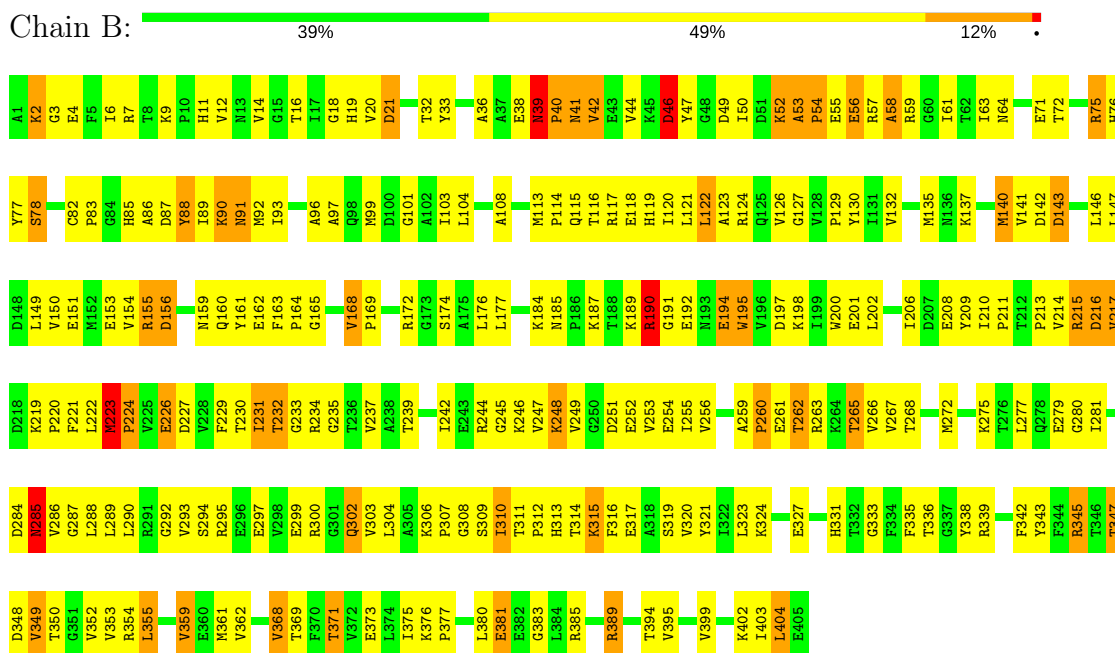 Chain B:
39% 49% 12% •
A1 K2 G3 E4 F5 I6 R7 T8 K9 P10 H11 V12 N13 V14 G15 T16 I17 G18 H19 V20 D21 T32 Y33 A36 A37 E38 N39 P40 N41 V42 E43 V44 K45 D46 Y47 G48 D49 I50 D51 K52 A53 P54 E55 E56 R57 A58 R59 G60 I61 T62 I63 N64 E71 T72 R75 H76
Y77 S78 C82 P83 G84 H85 A86 D87 Y88 I89 K90 N91 M92 I93 A96 A97 Q98 M99 D100 G101 A102 I103 L104 A108 M113 P114 Q115 T116 R117 E118 H119 I120 L121 L122 A123 R124 Q125 V126 G127 V128 P129 Y130 I131 V132 M135 N136 K137 M140 V141 D142 D143 L146 L147
D148 L149 V150 E151 M152 E153 V154 R155 D156 N159 Q160 Y161 E162 F163 P164 G165 V168 P169 R172 G173 S174 A175 L176 L177 K184 N185 P186 K187 T188 K189 R190 G191 E192 N193 E194 W195 V196 D197 K198 I199 W200 E201 L202 I206 D207 E208 Y209 I210 P211 T212 P213 V214 R215 D216 V217
D218 K219 P220 F221 L222 M223 P224 V225 E226 D227 V228 F229 T230 I231 T232 G233 R234 G235 T236 V237 A238 T239 I242 E243 R244 G245 K246 V247 K248 V249 G250 D251 E252 V253 E254 I255 V256 A259 P260 E261 T262 R263 K264 T265 V266 V267 T268 M272 K275 T276 L277 Q278 E279 G280 I281
D284 N285 V286 G287 L288 L289 L290 R291 G292 V293 S294 R295 E296 E297 V298 E299 R300 G301 Q302 V303 L304 A305 K306 P307 G308 S309 I310 T311 P312 H313 T314 K315 F316 E317 A318 S319 V320 Y321 I322 L323 K324 E327 H331 T332 G333 F334 F335 T336 G337 Y338 R339 F342 Y343 F344 R345 T346 T347
D348 V349 T350 G351 V352 V353 R354 L355 V359 E360 M361 V362 V368 T369 F370 T371 V372 E373 L374 I375 K376 P377 L380 E381 E382 G383 L384 R385 R389 T394 V395 V399 K402 I403 L404 E405